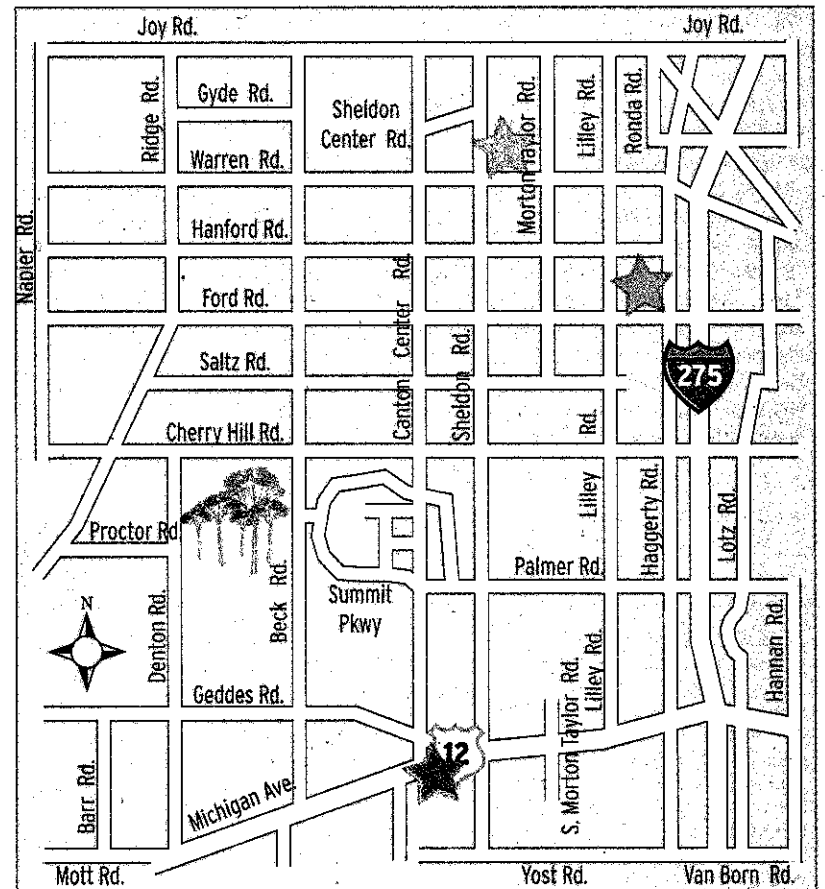 Joy Rd.
Joy Rd.
Gyde Rd.
Ridge Rd.
Sheldon
Center Rd.
Morton Taylor Rd.
Lilley Rd.
Ronda Rd.
Warren Rd.
Hanford Rd.
Napier Rd.
Ford Rd.
Canton Center Rd.
Sheldon Rd.
Saltz Rd.
275
Cherry Hill Rd.
Lilley Rd.
Haggerty Rd.
Lotz Rd.
Proctor Rd.
Palmer Rd.
Beck Rd.
Summit
Pkwy
N
Denton Rd.
Hannan Rd.
Geddes Rd.
S. Morton Taylor Rd.
Lilley Rd.
12
Barr Rd.
Michigan Ave.
Mott Rd.
Yost Rd.
Van Born Rd.